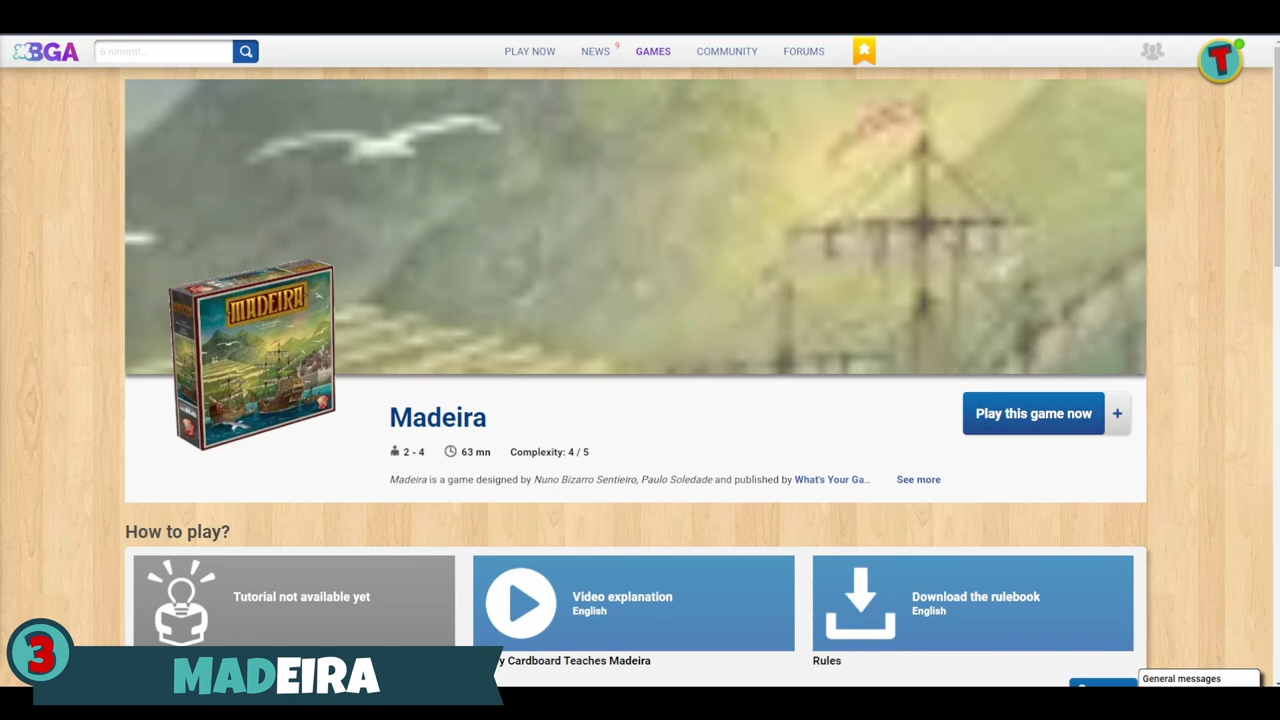 BGA
6 nimmt!...
PLAY NOW
NEWS 9
GAMES
COMMUNITY
FORUMS
T
MADEIRA
Madeira
Play this game now +
2 - 4
63 mn
Complexity: 4 / 5
Madeira is a game designed by Nuno Bizarro Sentieiro, Paulo Soledade and published by What's Your Ga...
See more
How to play?
Tutorial not available yet
Video explanation
English
Download the rulebook
English
y Cardboard Teaches Madeira
Rules
General messages
3
MADEIRA